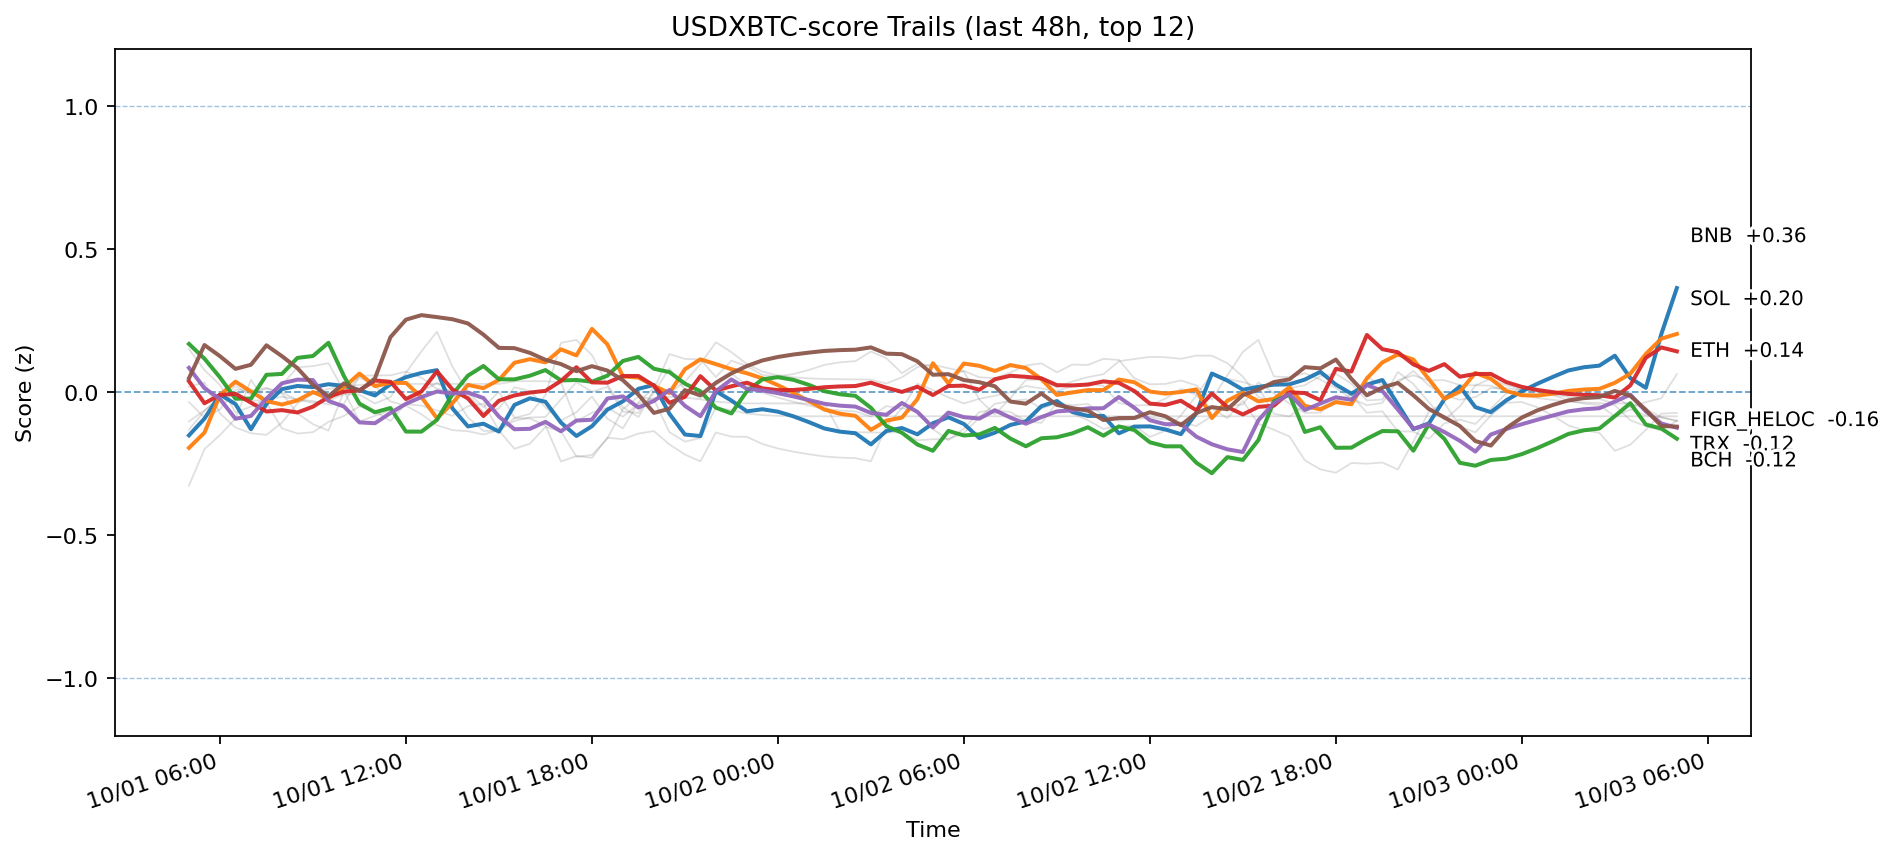 USDXBTC-score Trails (last 48h, top 12)
Score (z)
1.0
0.5
0.0
−0.5
−1.0
BNB +0.36
SOL +0.20
ETH +0.14
FIGR_HELOC -0.16
TRX -0.12
BCH -0.12
10/01 06:00
10/01 12:00
10/01 18:00
10/02 00:00
10/02 06:00
10/02 12:00
10/02 18:00
10/03 00:00
10/03 06:00
Time